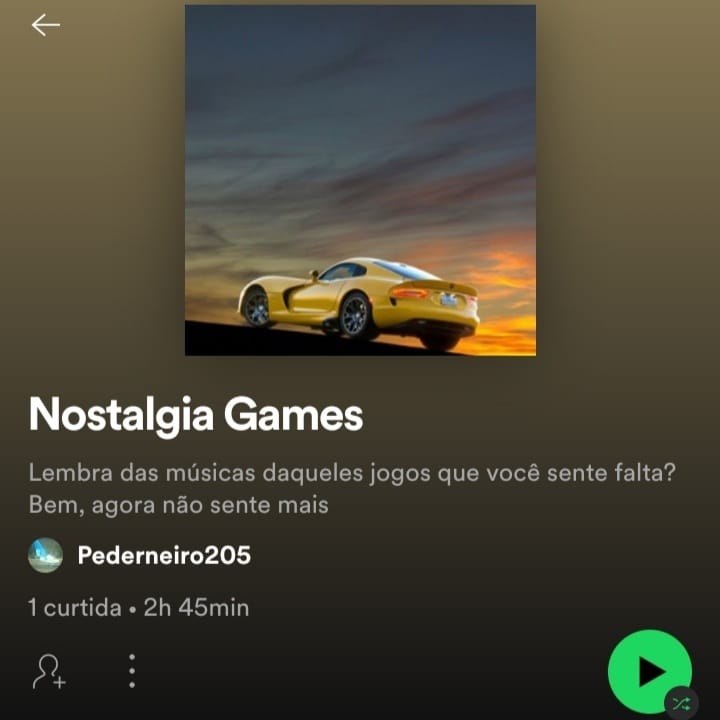 Nostalgia Games
Lembra das músicas daqueles jogos que você sente falta?
Bem, agora não sente mais
Pederneiro205
1 curtida • 2h 45min